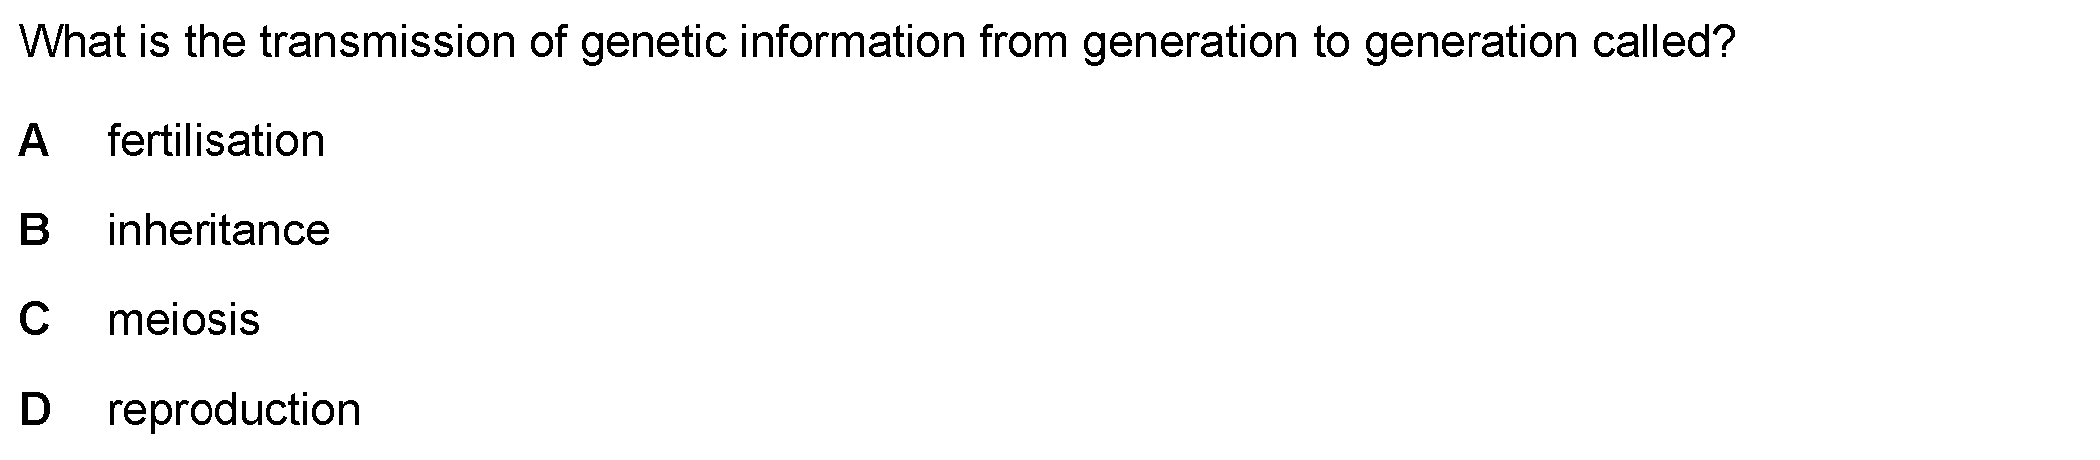 What is the transmission of genetic information from generation to generation called?
A fertilisation
B inheritance
C meiosis
D reproduction